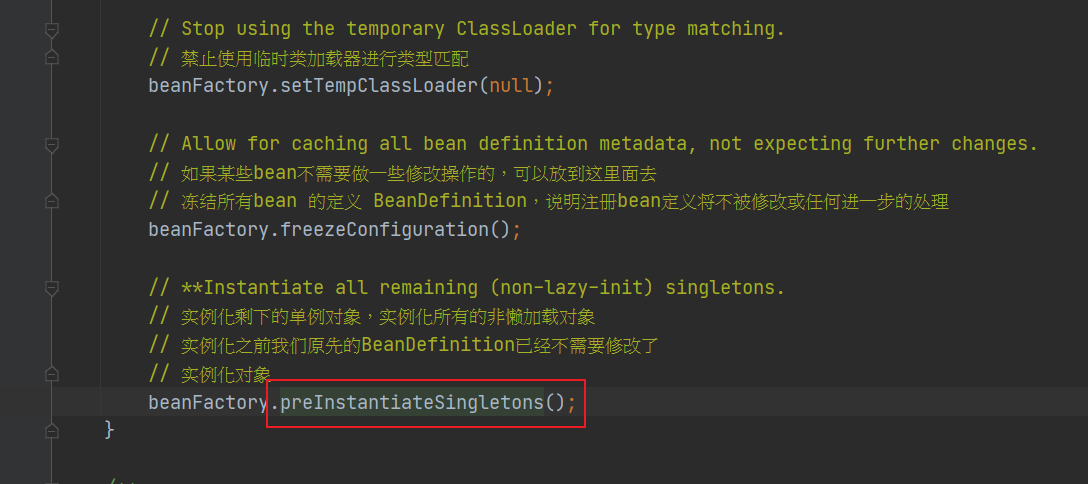 // Stop using the temporary ClassLoader for type matching.
// 禁止使用临时类加载器进行类型匹配
beanFactory.setTempClassLoader(null);
// Allow for caching all bean definition metadata, not expecting further changes.
// 如果某些bean不需要做一些修改操作的，可以放到这里面去
// 冻结所有bean 的定义 BeanDefinition，说明注册bean定义将不被修改或任何进一步的处理
beanFactory.freezeConfiguration();
// **Instantiate all remaining (non-lazy-init) singletons.
// 实例化剩下的单例对象，实例化所有的非懒加载对象
// 实例化之前我们原先的BeanDefinition已经不需要修改了
// 实例化对象
beanFactory.preInstantiateSingletons();
}